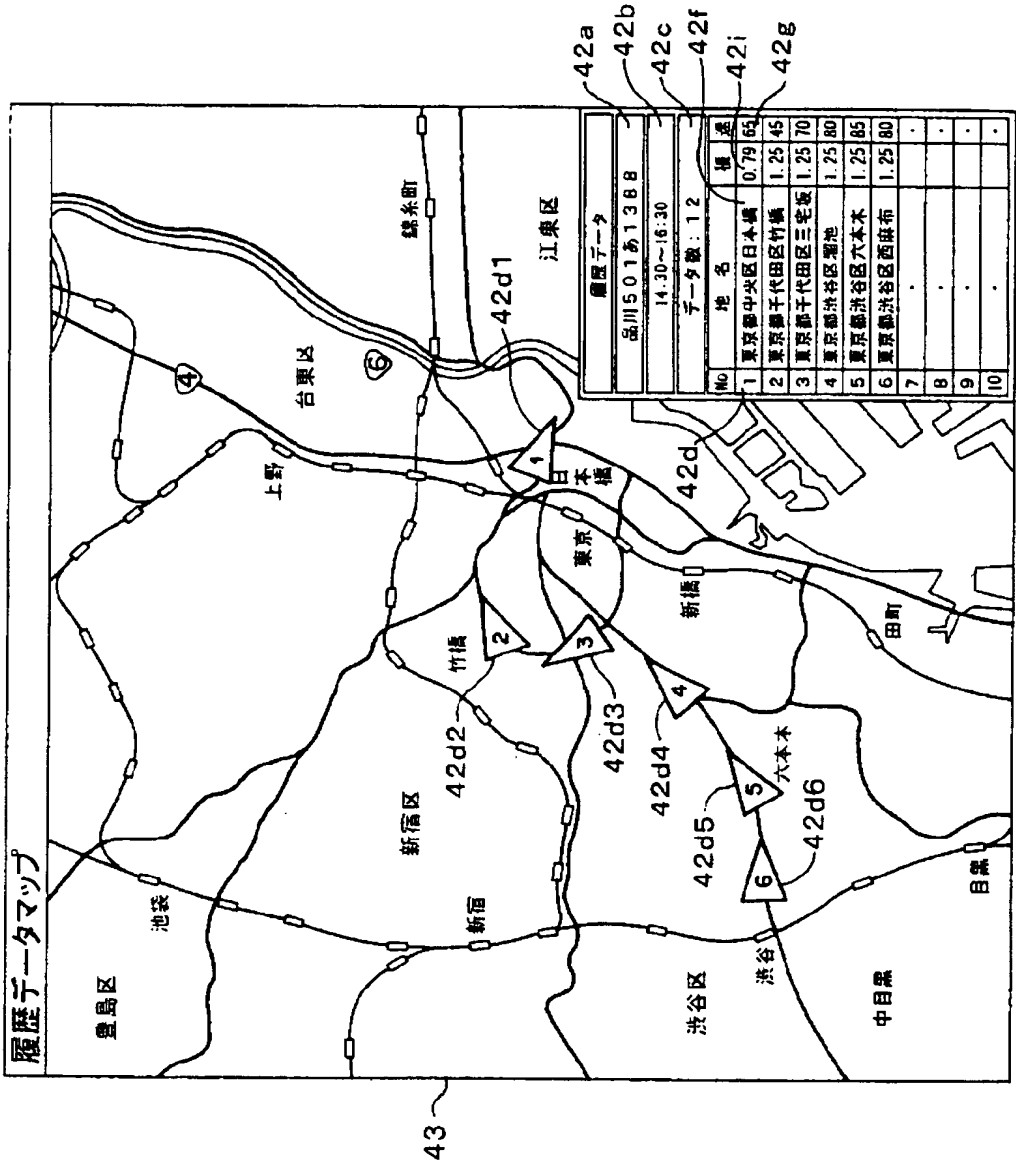 履歴データマップ
豊島区
池袋
上野
台東区
4
6
錦糸町
江東区
新宿区
新宿
竹橋
東京
日本橋
新橋
田町
六本木
渋谷区
渋谷
中目黒
目黒
1
2
3
4
5
6
43
42d1
42d2
42d3
42d4
42d5
42d6
42d
42a
42b
42c
42f
42i
42g
履歴データ
品川501あ1388
14.30~16:30
データ数:12
No 地名 種 速
1 東京都中央区日本橋 0.79 65
2 東京都千代田区竹橋 1.25 45
3 東京都千代田区三宅坂 1.25 70
4 東京都渋谷区溜池 1.25 80
5 東京都渋谷区六本木 1.25 85
6 東京都渋谷区西麻布 1.25 80
7 . .
8 . .
9 . .
10 . .